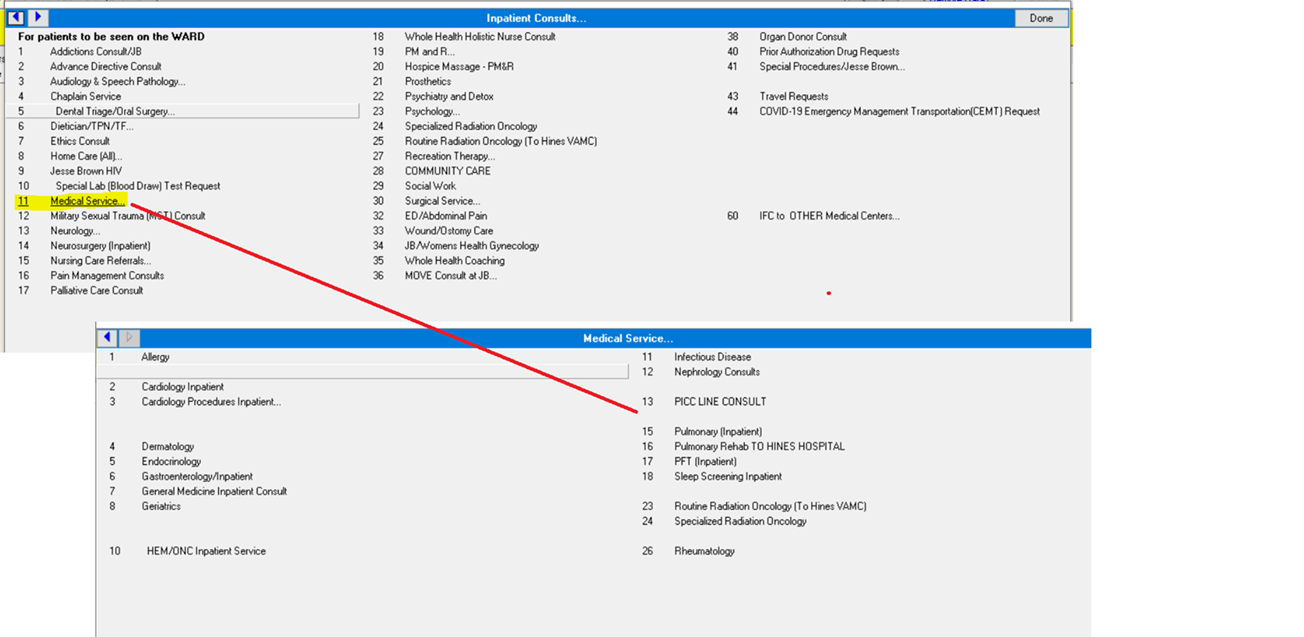 Inpatient Consults...
Done
For patients to be seen on the WARD
1 Addictions Consult/JB
2 Advance Directive Consult
3 Audiology & Speech Pathology...
4 Chaplain Service
5 Dental Triage/Oral Surgery...
6 Dietician/TPN/TF...
7 Ethics Consult
8 Home Care (All)...
9 Jesse Brown HIV
10 Special Lab (Blood Draw) Test Request
11 Medical Service...
12 Military Sexual Trauma (MST) Consult
13 Neurology...
14 Neurosurgery (Inpatient)
15 Nursing Care Referrals...
16 Pain Management Consults
17 Palliative Care Consult
18 Whole Health Holistic Nurse Consult
19 PM and R...
20 Hospice Massage - PM&R
21 Prosthetics
22 Psychiatry and Detox
23 Psychology...
24 Specialized Radiation Oncology
25 Routine Radiation Oncology (To Hines VAMC)
27 Recreation Therapy...
28 COMMUNITY CARE
29 Social Work
30 Surgical Service...
32 ED/Abdominal Pain
33 Wound/Ostomy Care
34 JB/Womens Health Gynecology
35 Whole Health Coaching
36 MOVE Consult at JB...
38 Organ Donor Consult
40 Prior Authorization Drug Requests
41 Special Procedures/Jesse Brown...
43 Travel Requests
44 COVID-19 Emergency Management Transportation(CEMT) Request
60 IFC to OTHER Medical Centers...
Medical Service...
1 Allergy
2 Cardiology Inpatient
3 Cardiology Procedures Inpatient...
4 Dermatology
5 Endocrinology
6 Gastroenterology/Inpatient
7 General Medicine Inpatient Consult
8 Geriatrics
10 HEM/ONC Inpatient Service
11 Infectious Disease
12 Nephrology Consults
13 PICC LINE CONSULT
15 Pulmonary (Inpatient)
16 Pulmonary Rehab TO HINES HOSPITAL
17 PFT (Inpatient)
18 Sleep Screening Inpatient
23 Routine Radiation Oncology (To Hines VAMC)
24 Specialized Radiation Oncology
26 Rheumatology